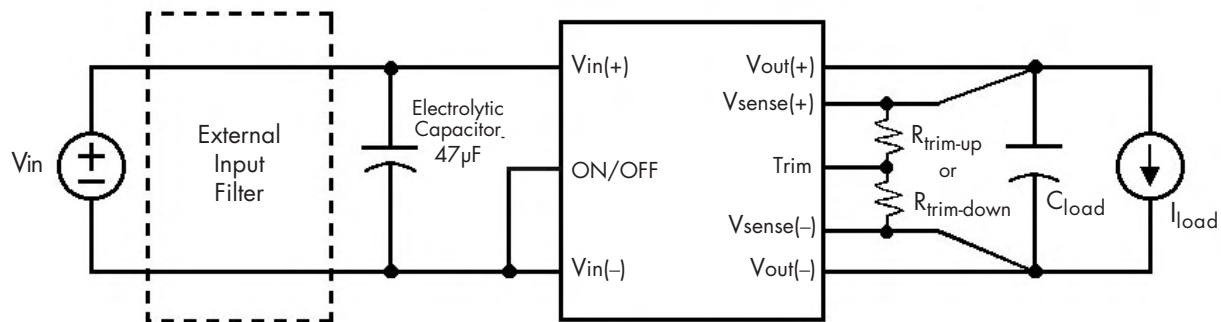 Vin
External
Input
Filter
Electrolytic
Capacitor
47µF
Vin(+)
ON/OFF
Vin(–)
Vout(+)
Vsense(+)
Trim
Vsense(–)
Vout(–)
Rtrim-up
or
Rtrim-down
Cload
Iload